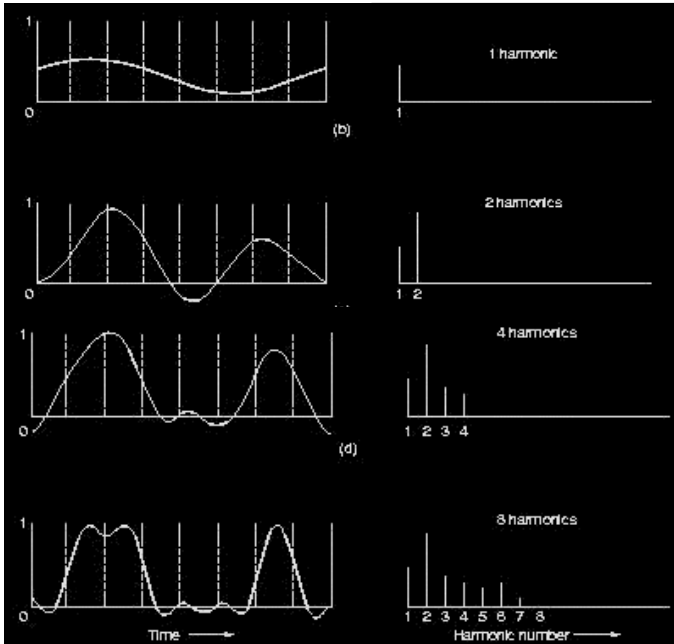 1
1 harmonic
0
1
(b)
1
2 harmonics
0
1 2
1
4 harmonics
0
1 2 3 4
(d)
1
8 harmonics
0
1 2 3 4 5 6 7 8
Time
Harmonic number